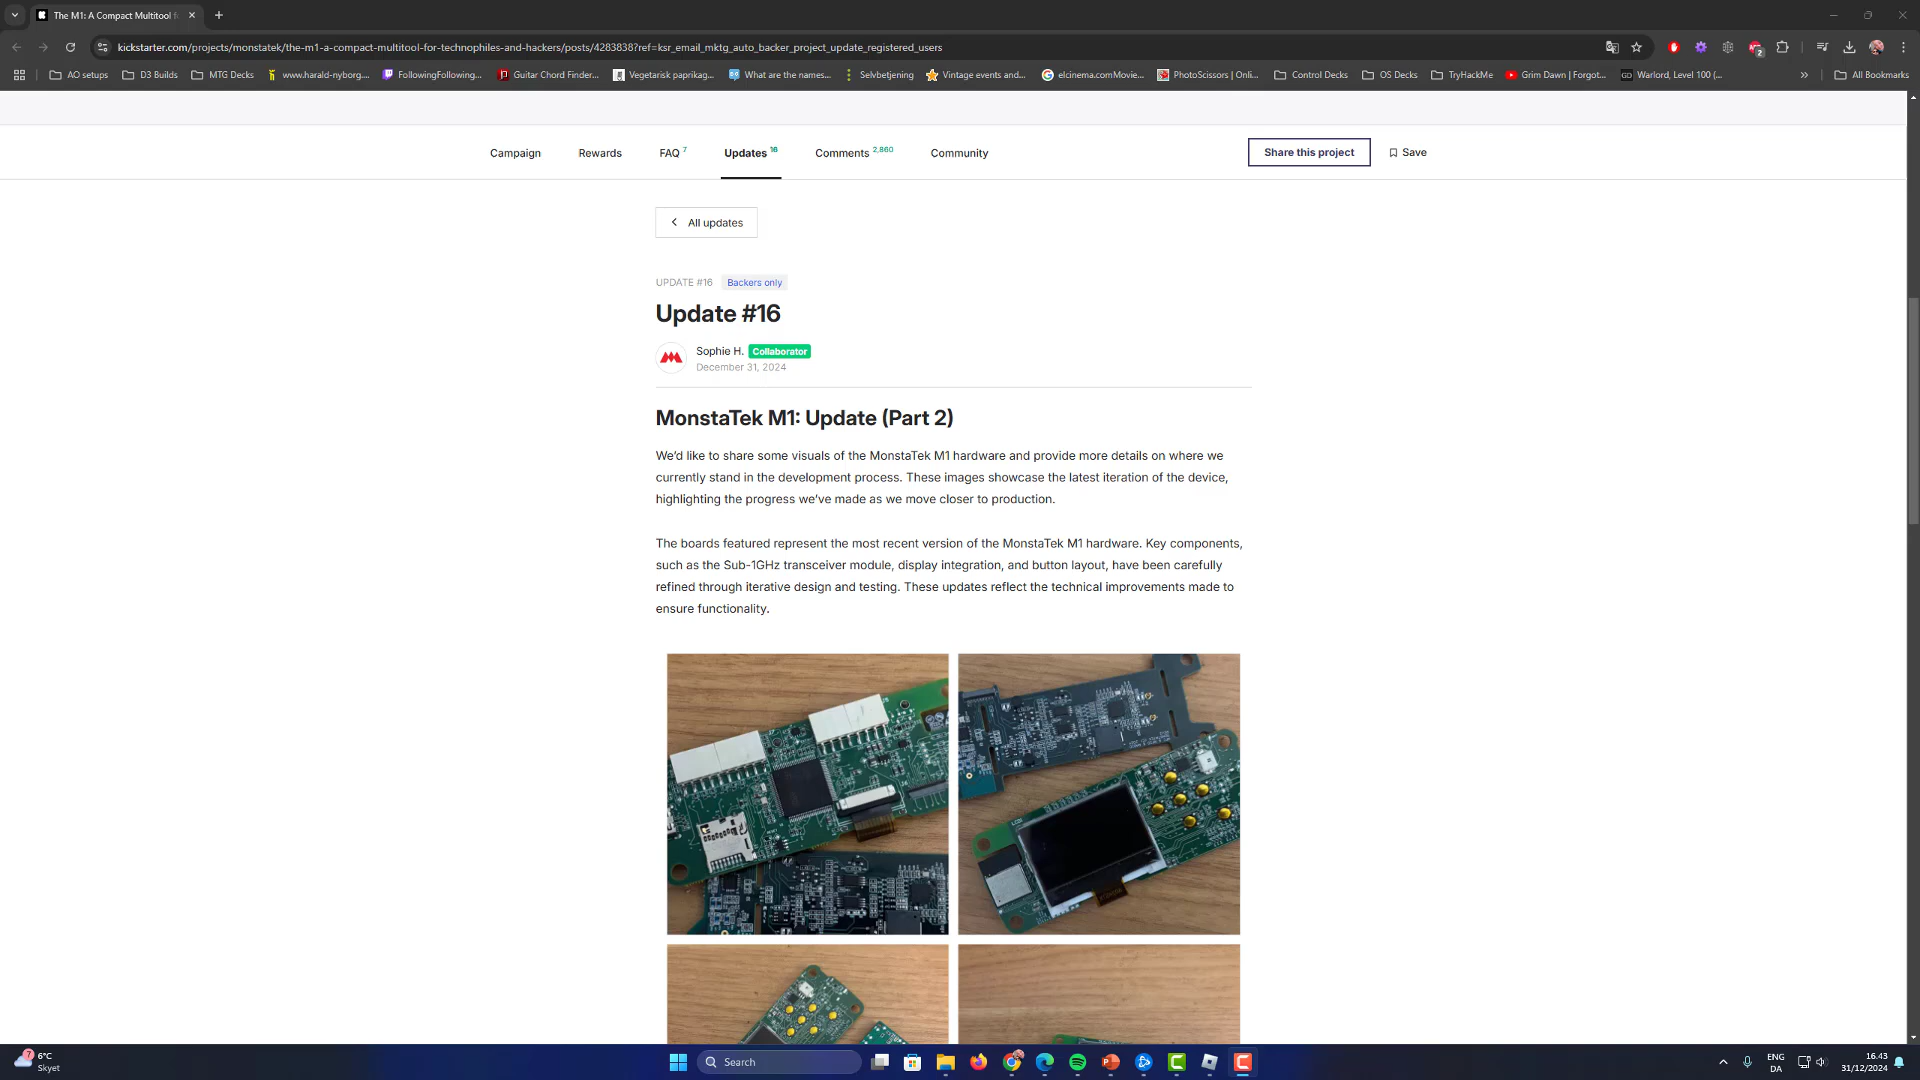 The M1: A Compact Multitool f
kickstarter.com/projects/monstatek/the-m1-a-compact-multitool-for-technophiles-and-hackers/posts/4283838?ref=ksr_email_mktg_auto_backer_project_update_registered_users
AO setups D3 Builds MTG Decks www.harald-nyborg.... FollowingFollowing... Guitar Chord Finder... Vegetarisk paprikag... What are the names... Selvbetjening Vintage events and... elcinema.comMovie... PhotoScissors | Onli... Control Decks OS Decks TryHackMe Grim Dawn | Forgot... GD Warlord, Level 100 (... » All Bookmarks
Campaign Rewards FAQ 7 Updates 16 Comments 2,860 Community Share this project Save
All updates
UPDATE #16 Backers only
Update #16
Sophie H. Collaborator
December 31, 2024
MonstaTek M1: Update (Part 2)
We’d like to share some visuals of the MonstaTek M1 hardware and provide more details on where we
currently stand in the development process. These images showcase the latest iteration of the device,
highlighting the progress we’ve made as we move closer to production.
The boards featured represent the most recent version of the MonstaTek M1 hardware. Key components,
such as the Sub-1GHz transceiver module, display integration, and button layout, have been carefully
refined through iterative design and testing. These updates reflect the technical improvements made to
ensure functionality.
7 6°C
Skyet
Search
ENG
DA
16.43
31/12/2024